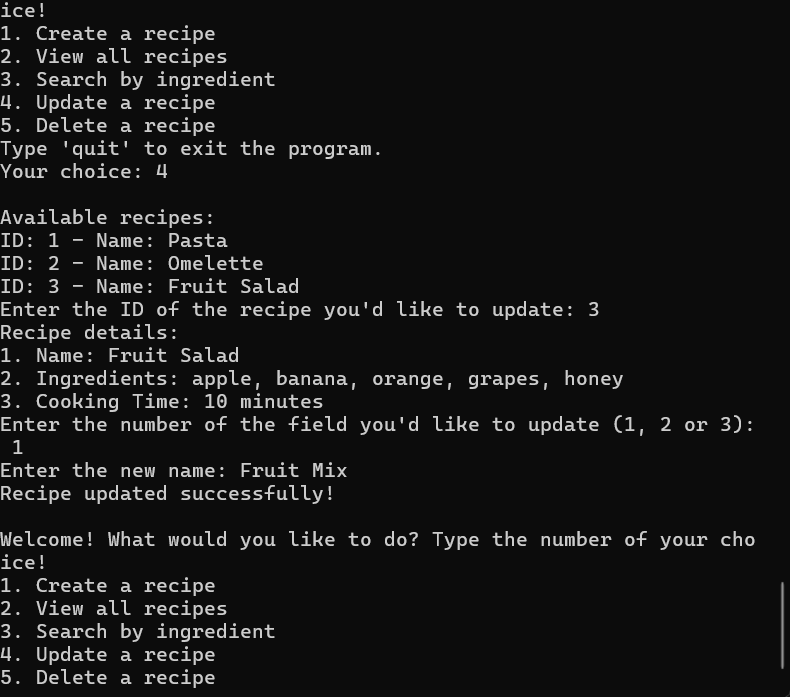 ice!
1. Create a recipe
2. View all recipes
3. Search by ingredient
4. Update a recipe
5. Delete a recipe
Type 'quit' to exit the program.
Your choice: 4
Available recipes:
ID: 1 - Name: Pasta
ID: 2 - Name: Omelette
ID: 3 - Name: Fruit Salad
Enter the ID of the recipe you'd like to update: 3
Recipe details:
1. Name: Fruit Salad
2. Ingredients: apple, banana, orange, grapes, honey
3. Cooking Time: 10 minutes
Enter the number of the field you'd like to update (1, 2 or 3):
1
Enter the new name: Fruit Mix
Recipe updated successfully!
Welcome! What would you like to do? Type the number of your cho
ice!
1. Create a recipe
2. View all recipes
3. Search by ingredient
4. Update a recipe
5. Delete a recipe